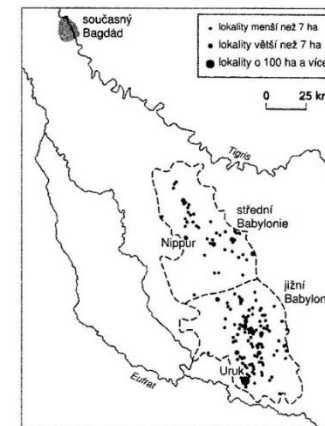 současný
Bagdád
lokality menší než 7 ha
lokality větší než 7 ha
lokality o 100 ha a více
0 25 km
Tigris
střední
Babylonie
Nippur
jižní
Babylon
Uruk
Eufrat